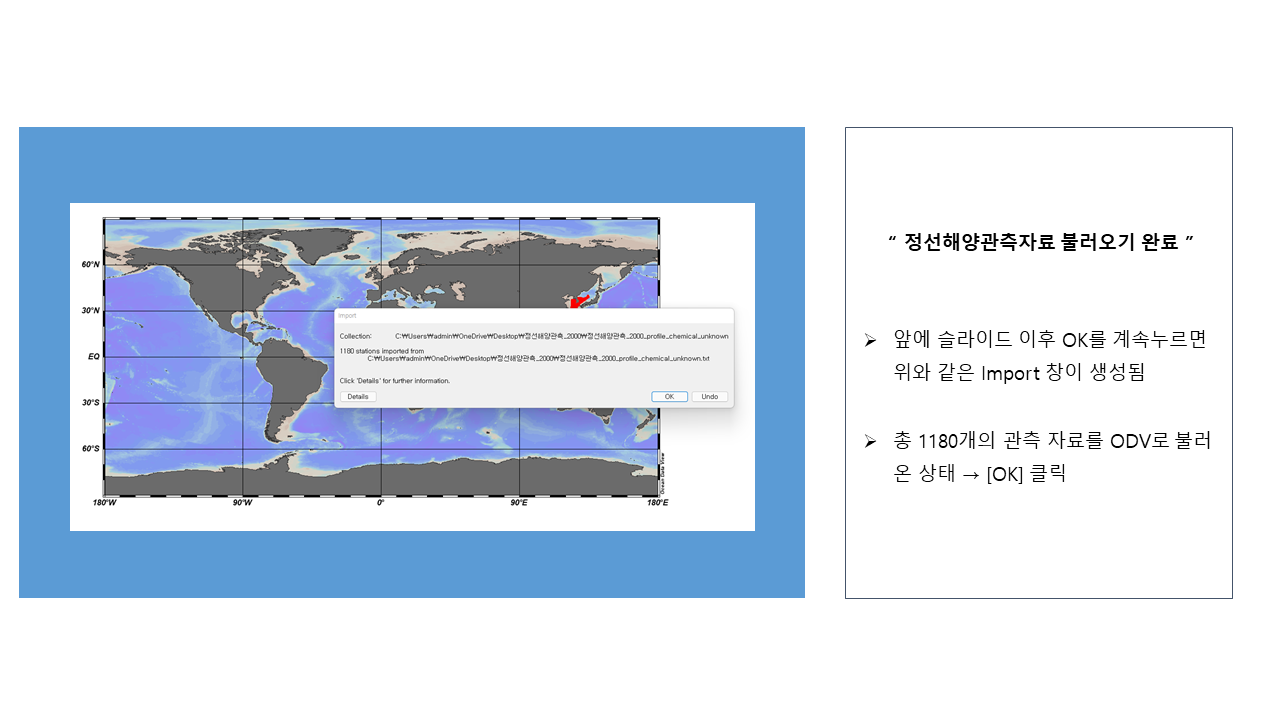 60°N
30°N
EQ
30°S
60°S
180°W
90°W
0°
90°E
180°E
Ocean Data View
Import
Collection: C:₩Users₩admin₩OneDrive₩Desktop₩정선해양관측_2000₩정선해양관측_2000_profile_chemical_unknown
1180 stations imported from
C:₩Users₩admin₩OneDrive₩Desktop₩정선해양관측_2000₩정선해양관측_2000_profile_chemical_unknown.txt
Click 'Details' for further information.
Details OK Undo
“ 정선해양관측자료 불러오기 완료 ”
➢ 앞에 슬라이드 이후 OK를 계속누르면
위와 같은 Import 창이 생성됨
➢ 총 1180개의 관측 자료를 ODV로 불러
온 상태 → [OK] 클릭